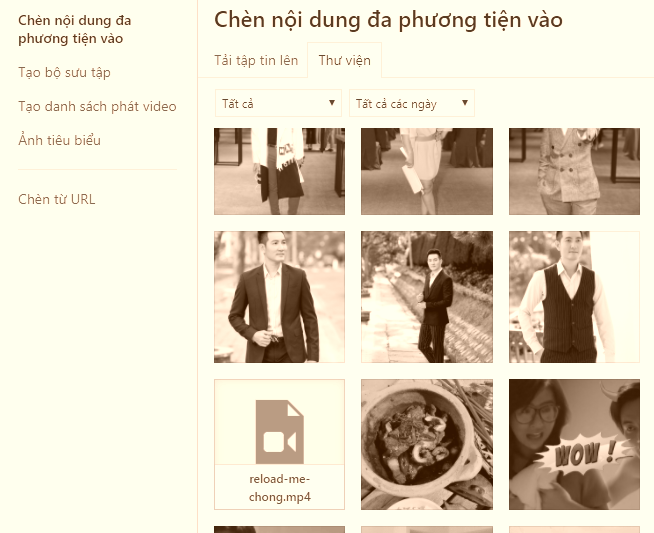 Chèn nội dung đa
phương tiện vào
Tạo bộ sưu tập
Tạo danh sách phát video
Ảnh tiêu biểu
Chèn từ URL
Chèn nội dung đa phương tiện vào
Tải tập tin lên
Thư viện
Tất cả
Tất cả các ngày
reload-me-
chong.mp4
WOW !